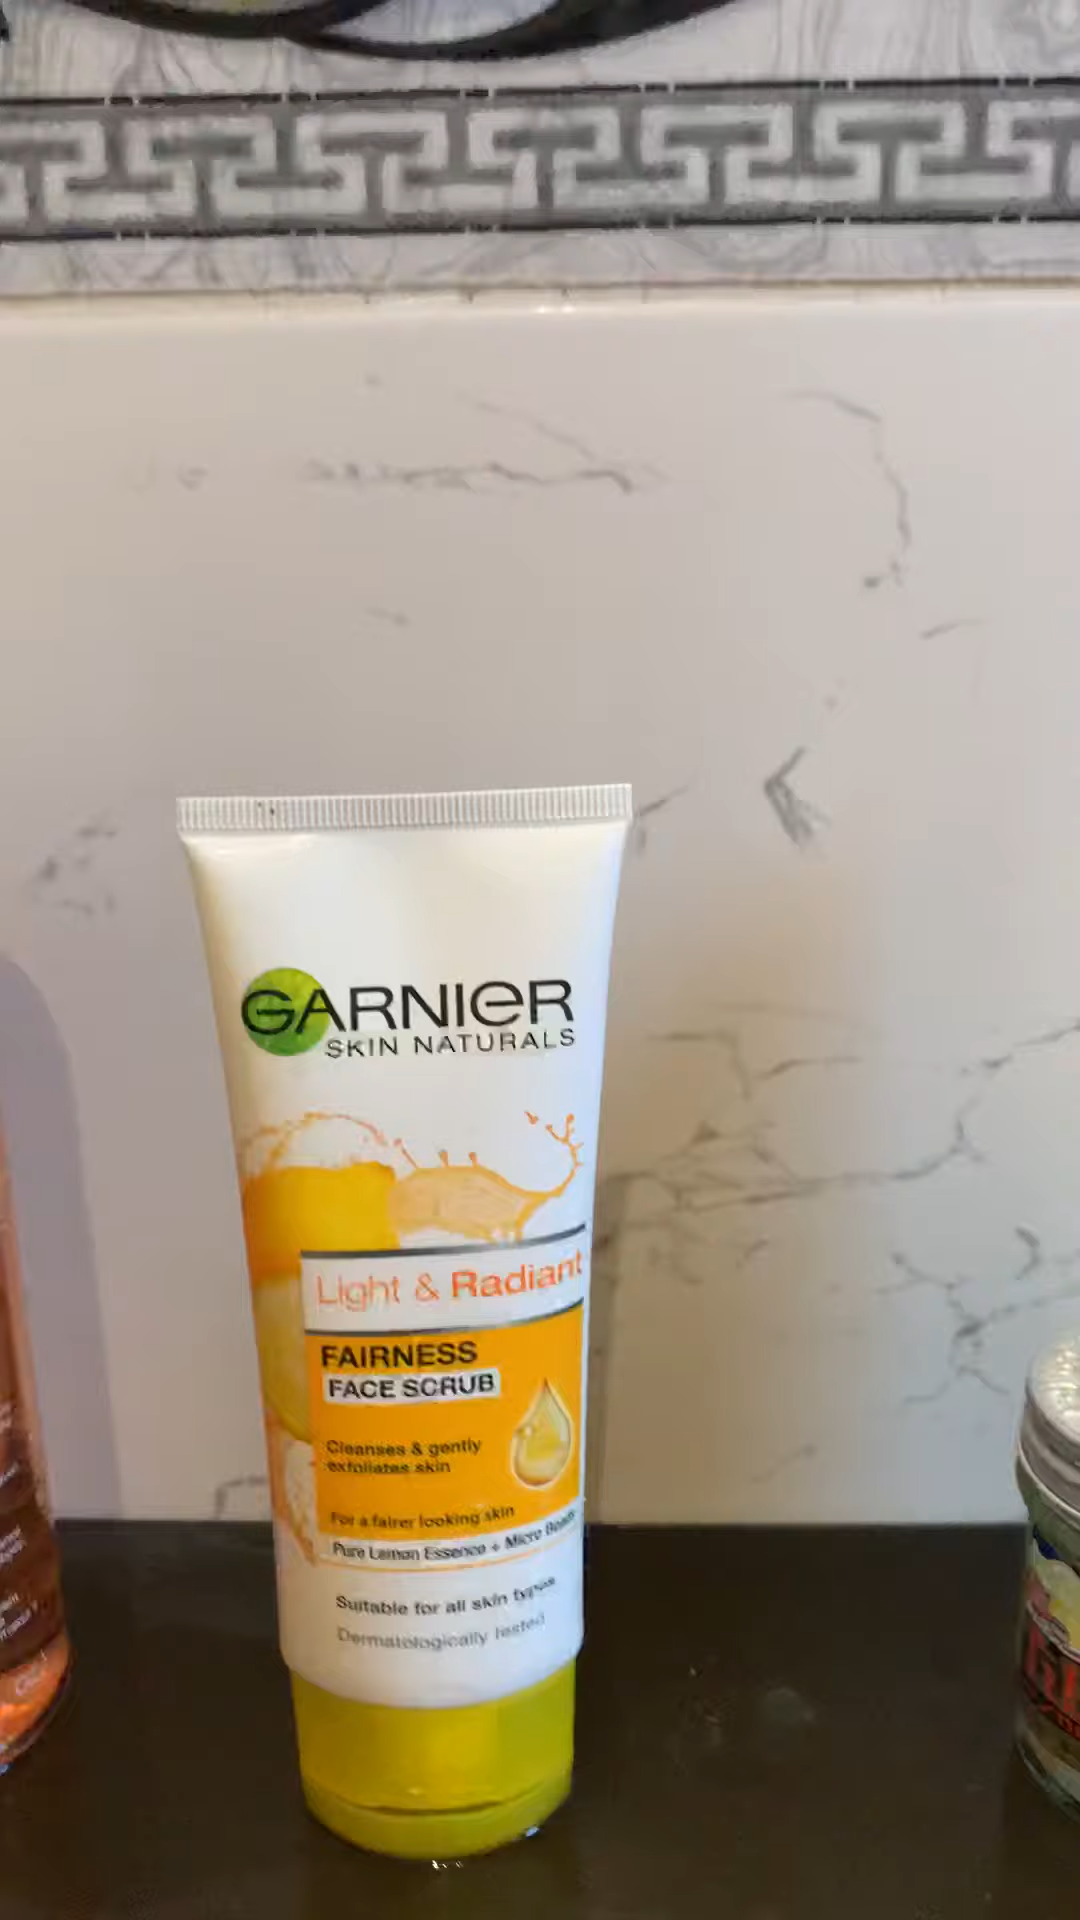 GARNIER
SKIN NATURALS
Light & Radiant
FAIRNESS
FACE SCRUB
Cleanses & gently
exfoliates skin
For a fairer looking skin
Pure Lemon Essence + Micro Beads
Suitable for all skin types
Dermatologically tested